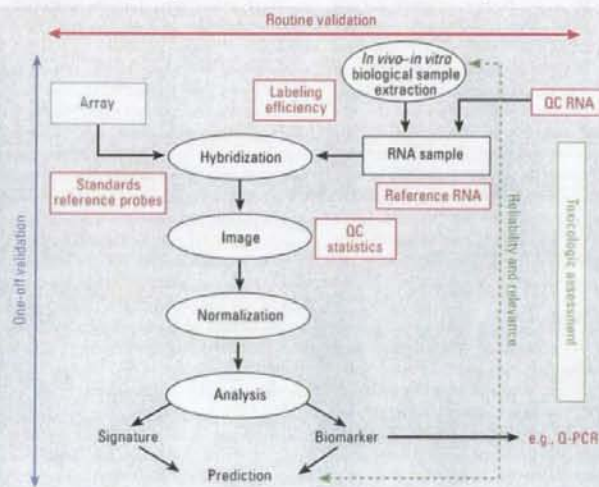 Routine validation
In vivo–in vitro
biological sample
extraction
Array
Labeling
efficiency
QC RNA
Hybridization
RNA sample
Standards
reference probes
Reference RNA
Image
QC
statistics
Normalization
Analysis
Signature
Biomarker
e.g., Q-PCR
Prediction
One-off validation
Reliability and relevance
Toxicologic assessment